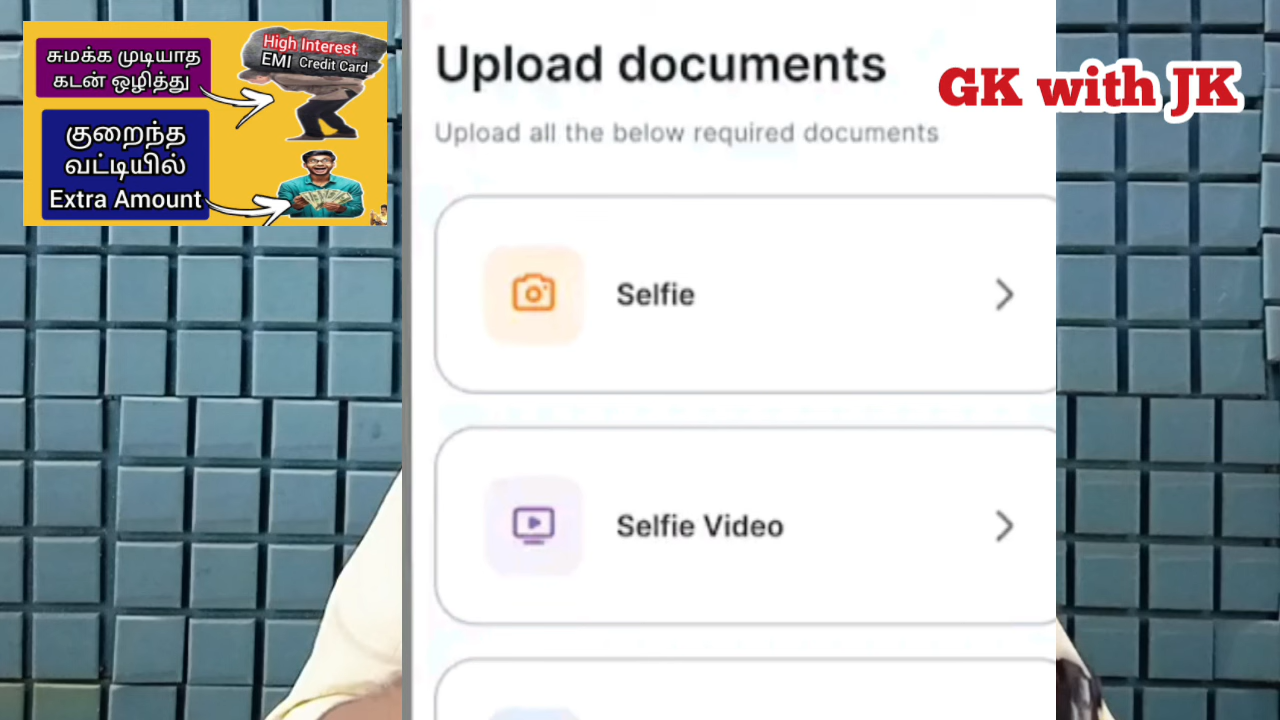 சுமக்க முடியாத
கடன் ஒழித்து
High Interest
EMI Credit Card
குறைந்த
வட்டியில்
Extra Amount
Upload documents
Upload all the below required documents
GK with JK
Selfie
Selfie Video